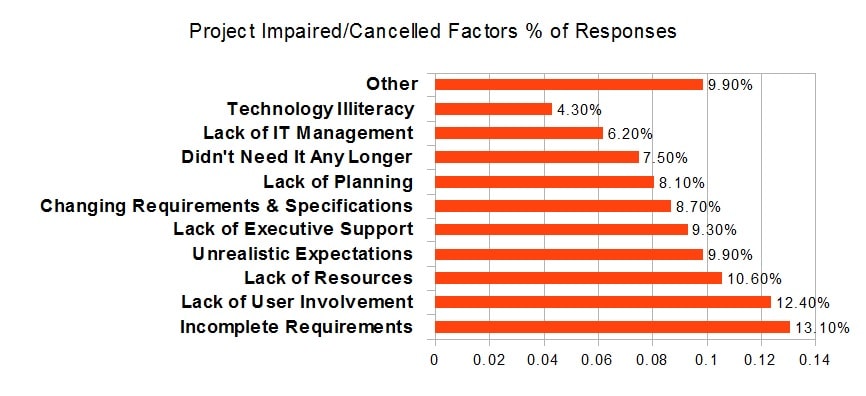 Project Impaired/Cancelled Factors % of Responses
Other 9.90%
Technology Illiteracy 4.30%
Lack of IT Management 6.20%
Didn't Need It Any Longer 7.50%
Lack of Planning 8.10%
Changing Requirements & Specifications 8.70%
Lack of Executive Support 9.30%
Unrealistic Expectations 9.90%
Lack of Resources 10.60%
Lack of User Involvement 12.40%
Incomplete Requirements 13.10%
0 0.02 0.04 0.06 0.08 0.1 0.12 0.14